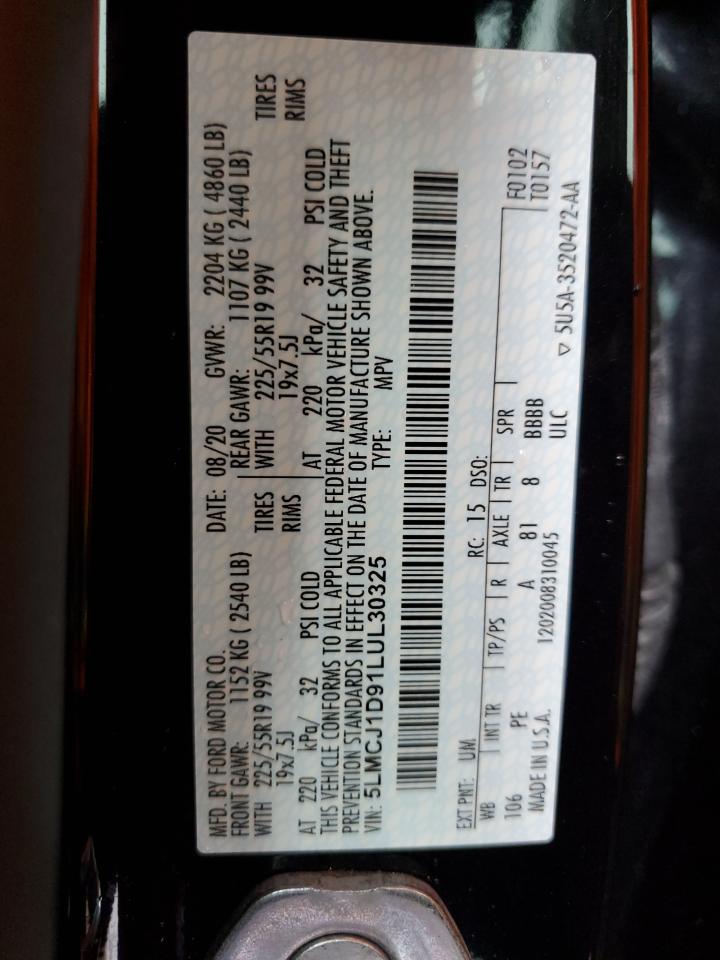 MFD. BY FORD MOTOR CO.
DATE: 08/20 GVWR: 2204 KG ( 4860 LB)
FRONT GAWR: 1152 KG ( 2540 LB) REAR GAWR: 1107 KG ( 2440 LB)
WITH 225/55R19 99V TIRES WITH 225/55R19 99V TIRES
19x7.5J RIMS 19x7.5J RIMS
AT 220 kPa/ 32 PSI COLD AT 220 kPa/ 32 PSI COLD
THIS VEHICLE CONFORMS TO ALL APPLICABLE FEDERAL MOTOR VEHICLE SAFETY AND THEFT
PREVENTION STANDARDS IN EFFECT ON THE DATE OF MANUFACTURE SHOWN ABOVE.
VIN: 5LMCJ1D91LUL30325 TYPE: MPV
EXT PNT: UM RC: 15 DSO:
WB INT TR TP/PS R AXLE TR SPR F0102
106 PE A 81 8 BBBB T0157
ULC
MADE IN U.S.A. 1202008310045 ▽ 5U5A-3520472-AA